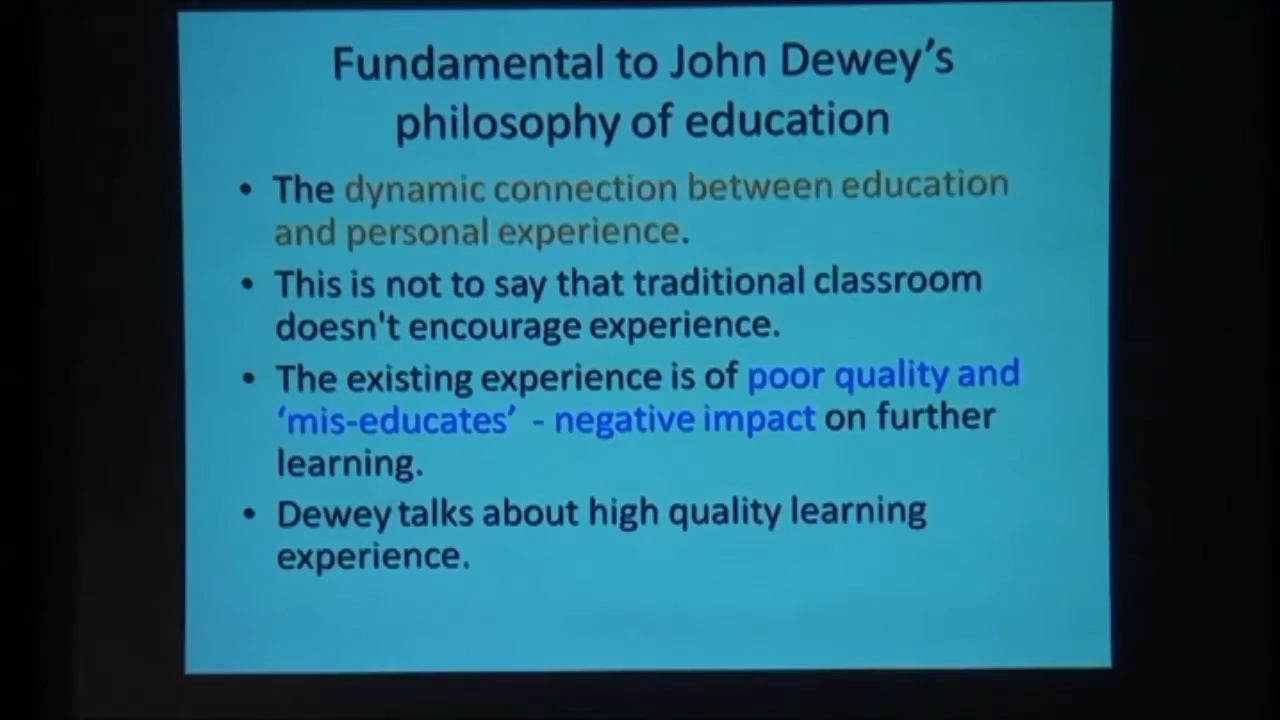 Fundamental to John Dewey’s
philosophy of education
• The dynamic connection between education
and personal experience.
• This is not to say that traditional classroom
doesn't encourage experience.
• The existing experience is of poor quality and
‘mis-educates’ - negative impact on further
learning.
• Dewey talks about high quality learning
experience.